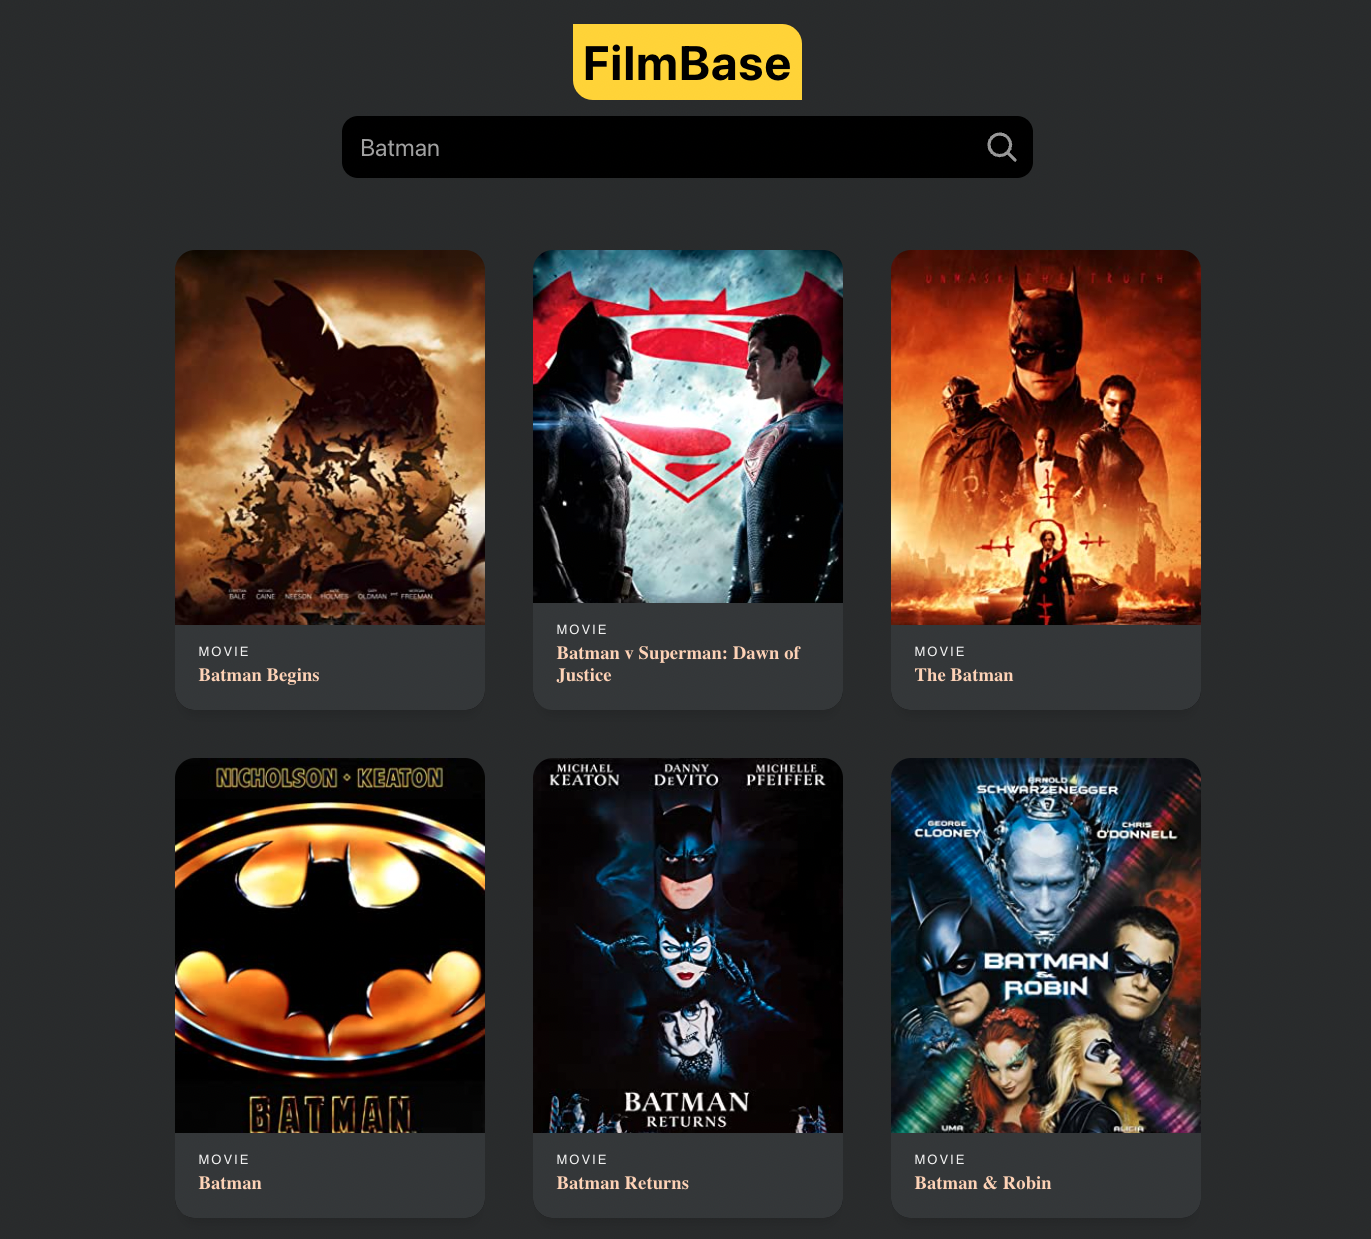 FilmBase
Batman
UNMASK THE TRUTH
CHRISTIAN BALE MICHAEL CAINE LIAM NEESON KATIE HOLMES GARY OLDMAN and MORGAN FREEMAN
MOVIE
Batman Begins
MOVIE
Batman v Superman: Dawn of
Justice
MOVIE
The Batman
NICHOLSON · KEATON
BATMAN
MICHAEL KEATON DANNY DEVITO MICHELLE PFEIFFER
BATMAN
RETURNS
ARNOLD
SCHWARZENEGGER
GEORGE CLOONEY
CHRIS O'DONNELL
BATMAN
&
ROBIN
UMA
ALICIA
MOVIE
Batman
MOVIE
Batman Returns
MOVIE
Batman & Robin